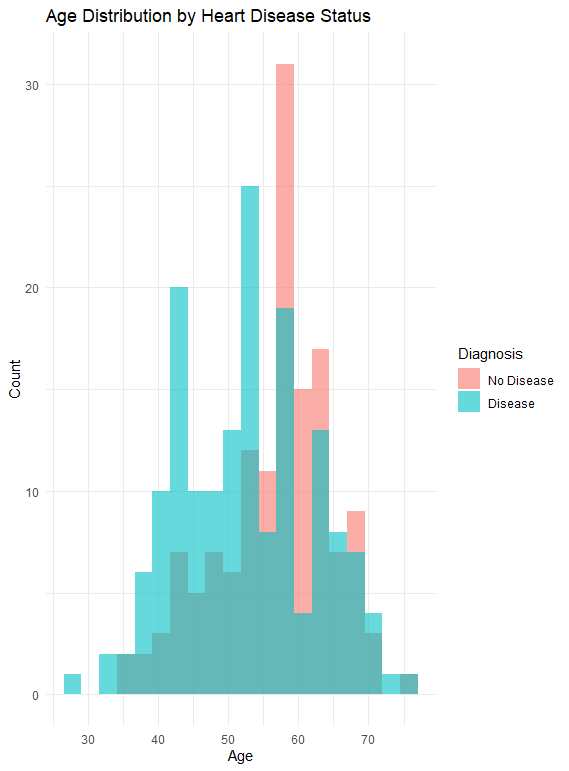 Age Distribution by Heart Disease Status
30
20
10
0
Count
30 40 50 60 70
Age
Diagnosis
No Disease
Disease